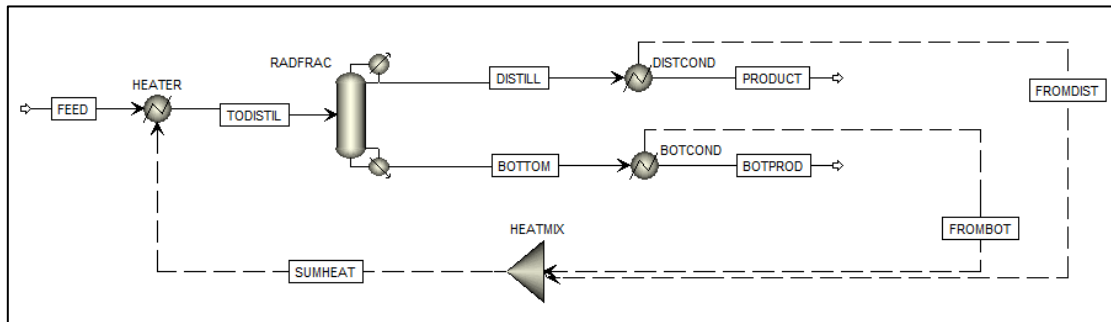 RADFRAC
HEATER
FEED
TODISTIL
DISTILL
DISTCOND
PRODUCT
FROMDIST
BOTTOM
BOTCOND
BOTPROD
FROMBOT
HEATMIX
SUMHEAT